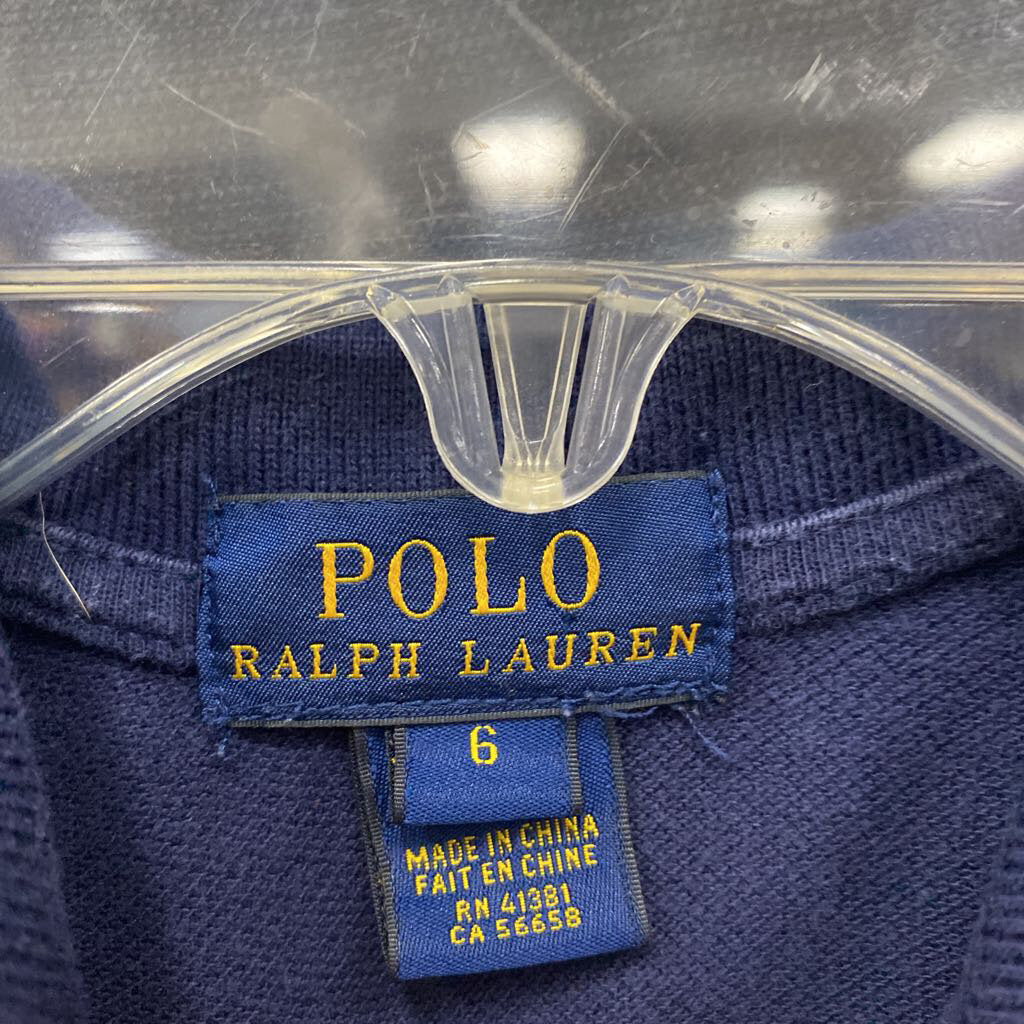 POLO
RALPH LAUREN
6
MADE IN CHINA
FAIT EN CHINE
RN 41381
CA 56658